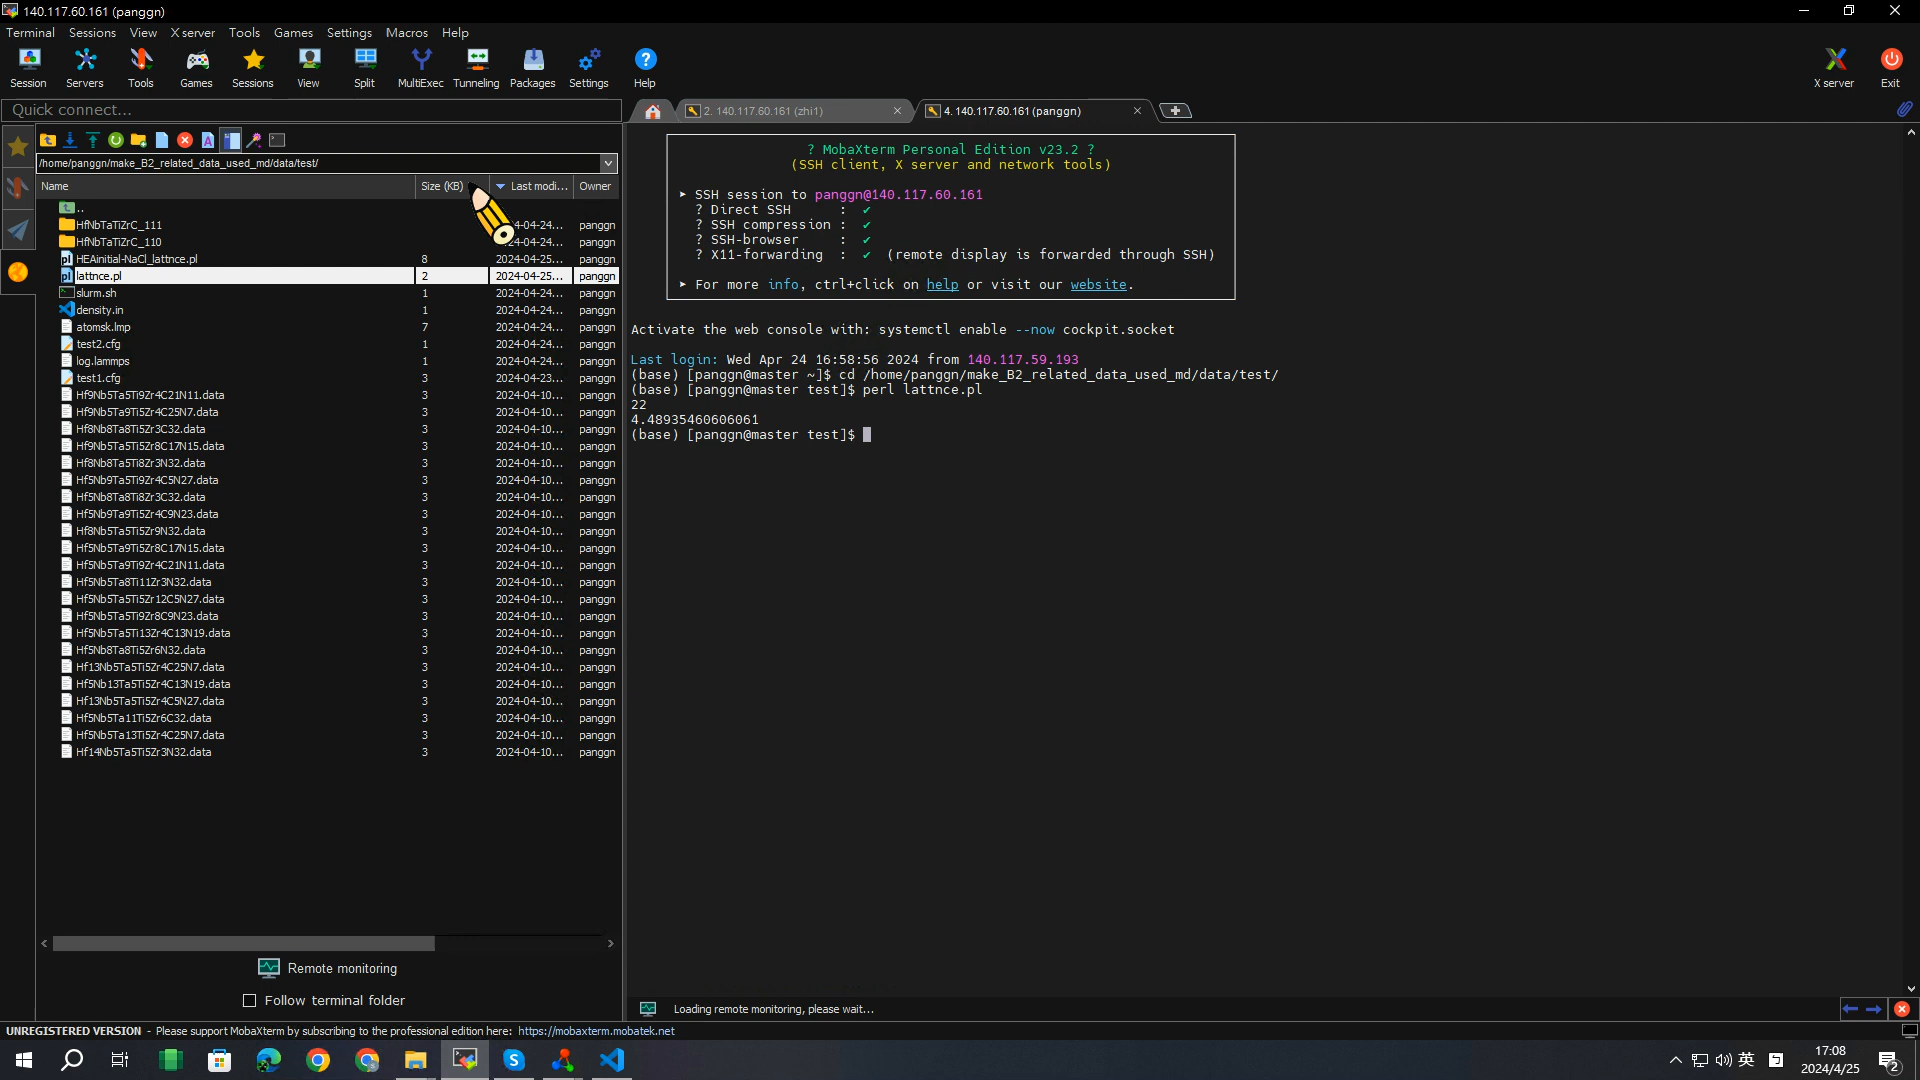 140.117.60.161 (panggn)
Terminal Sessions View X server Tools Games Settings Macros Help
Session Servers Tools Games Sessions View Split MultiExec Tunneling Packages Settings Help X server Exit
Quick connect...
2. 140.117.60.161 (zhi1)
4. 140.117.60.161 (panggn)
/home/panggn/make_B2_related_data_used_md/data/test/
Name Size (KB) Last modi... Owner
..
HfNbTaTiZrC_111 panggn
HfNbTaTiZrC_110 panggn
HEAinitial-NaCl_lattnce.pl 8 2024-04-25... panggn
lattnce.pl 2 2024-04-25... panggn
slurm.sh 1 2024-04-24... panggn
density.in 1 2024-04-24... panggn
atomsk.lmp 7 2024-04-24... panggn
test2.cfg 1 2024-04-24... panggn
log.lammps 1 2024-04-24... panggn
test1.cfg 3 2024-04-23... panggn
Hf9Nb5Ta5Ti9Zr4C21N11.data 3 2024-04-10... panggn
Hf9Nb5Ta9Ti5Zr4C25N7.data 3 2024-04-10... panggn
Hf8Nb8Ta8Ti5Zr3C32.data 3 2024-04-10... panggn
Hf9Nb5Ta5Ti5Zr8C17N15.data 3 2024-04-10... panggn
Hf8Nb8Ta5Ti8Zr3N32.data 3 2024-04-10... panggn
Hf5Nb9Ta5Ti9Zr4C5N27.data 3 2024-04-10... panggn
Hf5Nb8Ta8Ti8Zr3C32.data 3 2024-04-10... panggn
Hf5Nb9Ta9Ti5Zr4C9N23.data 3 2024-04-10... panggn
Hf8Nb5Ta5Ti5Zr9N32.data 3 2024-04-10... panggn
Hf5Nb5Ta9Ti5Zr8C17N15.data 3 2024-04-10... panggn
Hf5Nb5Ta9Ti9Zr4C21N11.data 3 2024-04-10... panggn
Hf5Nb5Ta8Ti11Zr3N32.data 3 2024-04-10... panggn
Hf5Nb5Ta5Ti5Zr12C5N27.data 3 2024-04-10... panggn
Hf5Nb5Ta5Ti9Zr8C9N23.data 3 2024-04-10... panggn
Hf5Nb5Ta5Ti13Zr4C13N19.data 3 2024-04-10... panggn
Hf5Nb8Ta8Ti5Zr6N32.data 3 2024-04-10... panggn
Hf13Nb5Ta5Ti5Zr4C25N7.data 3 2024-04-10... panggn
Hf5Nb13Ta5Ti5Zr4C13N19.data 3 2024-04-10... panggn
Hf13Nb5Ta5Ti5Zr4C5N27.data 3 2024-04-10... panggn
Hf5Nb5Ta11Ti5Zr6C32.data 3 2024-04-10... panggn
Hf5Nb5Ta13Ti5Zr4C25N7.data 3 2024-04-10... panggn
Hf14Nb5Ta5Ti5Zr3N32.data 3 2024-04-10... panggn
Remote monitoring
Follow terminal folder
? MobaXterm Personal Edition v23.2 ?
(SSH client, X server and network tools)
▸ SSH session to panggn@140.117.60.161
? Direct SSH : ✔
? SSH compression : ✔
? SSH-browser : ✔
? X11-forwarding : ✔ (remote display is forwarded through SSH)
▸ For more info, ctrl+click on help or visit our website.
Activate the web console with: systemctl enable --now cockpit.socket
Last login: Wed Apr 24 16:58:56 2024 from 140.117.59.193
(base) [panggn@master ~]$ cd /home/panggn/make_B2_related_data_used_md/data/test/
(base) [panggn@master test]$ perl lattnce.pl
22
4.48935460606061
(base) [panggn@master test]$
Loading remote monitoring, please wait...
UNREGISTERED VERSION - Please support MobaXterm by subscribing to the professional edition here: https://mobaxterm.mobatek.net
英
17:08
2024/4/25
2